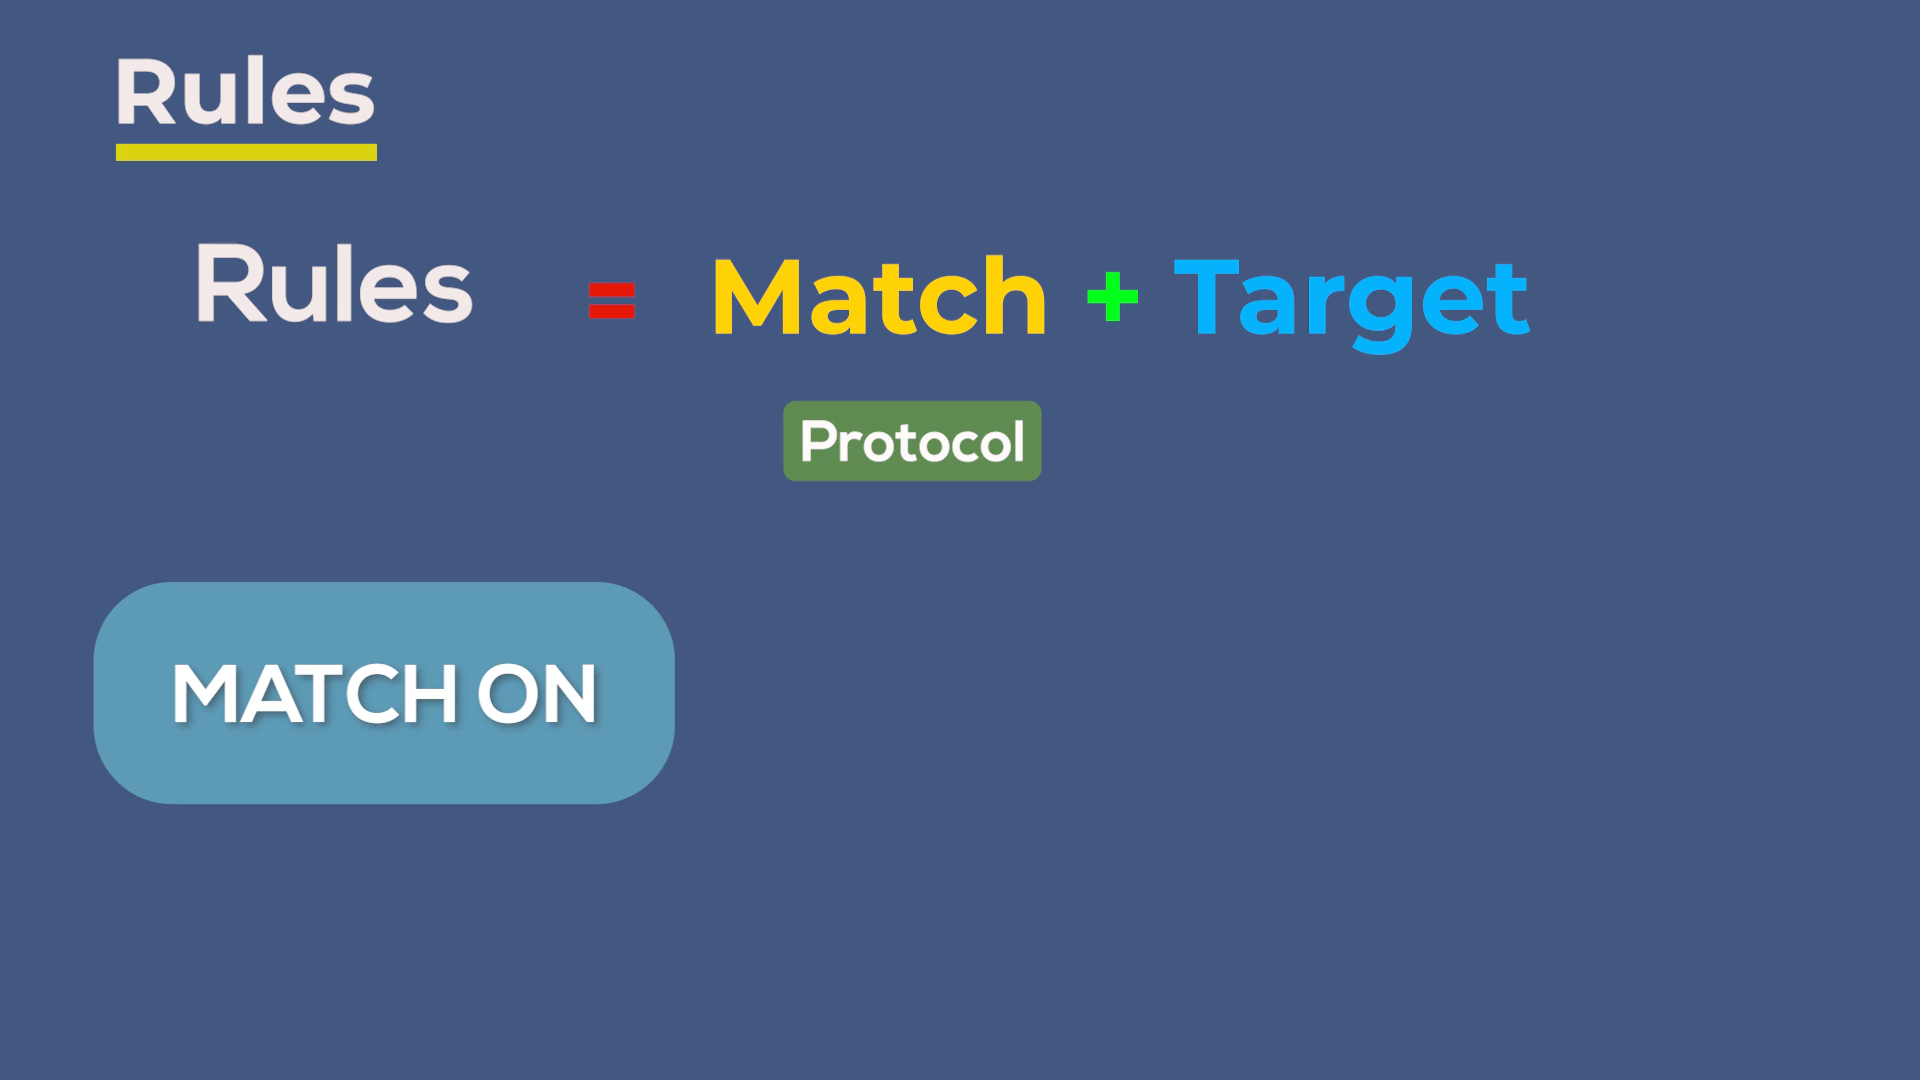 Rules
Rules = Match + Target
Protocol
MATCH ON